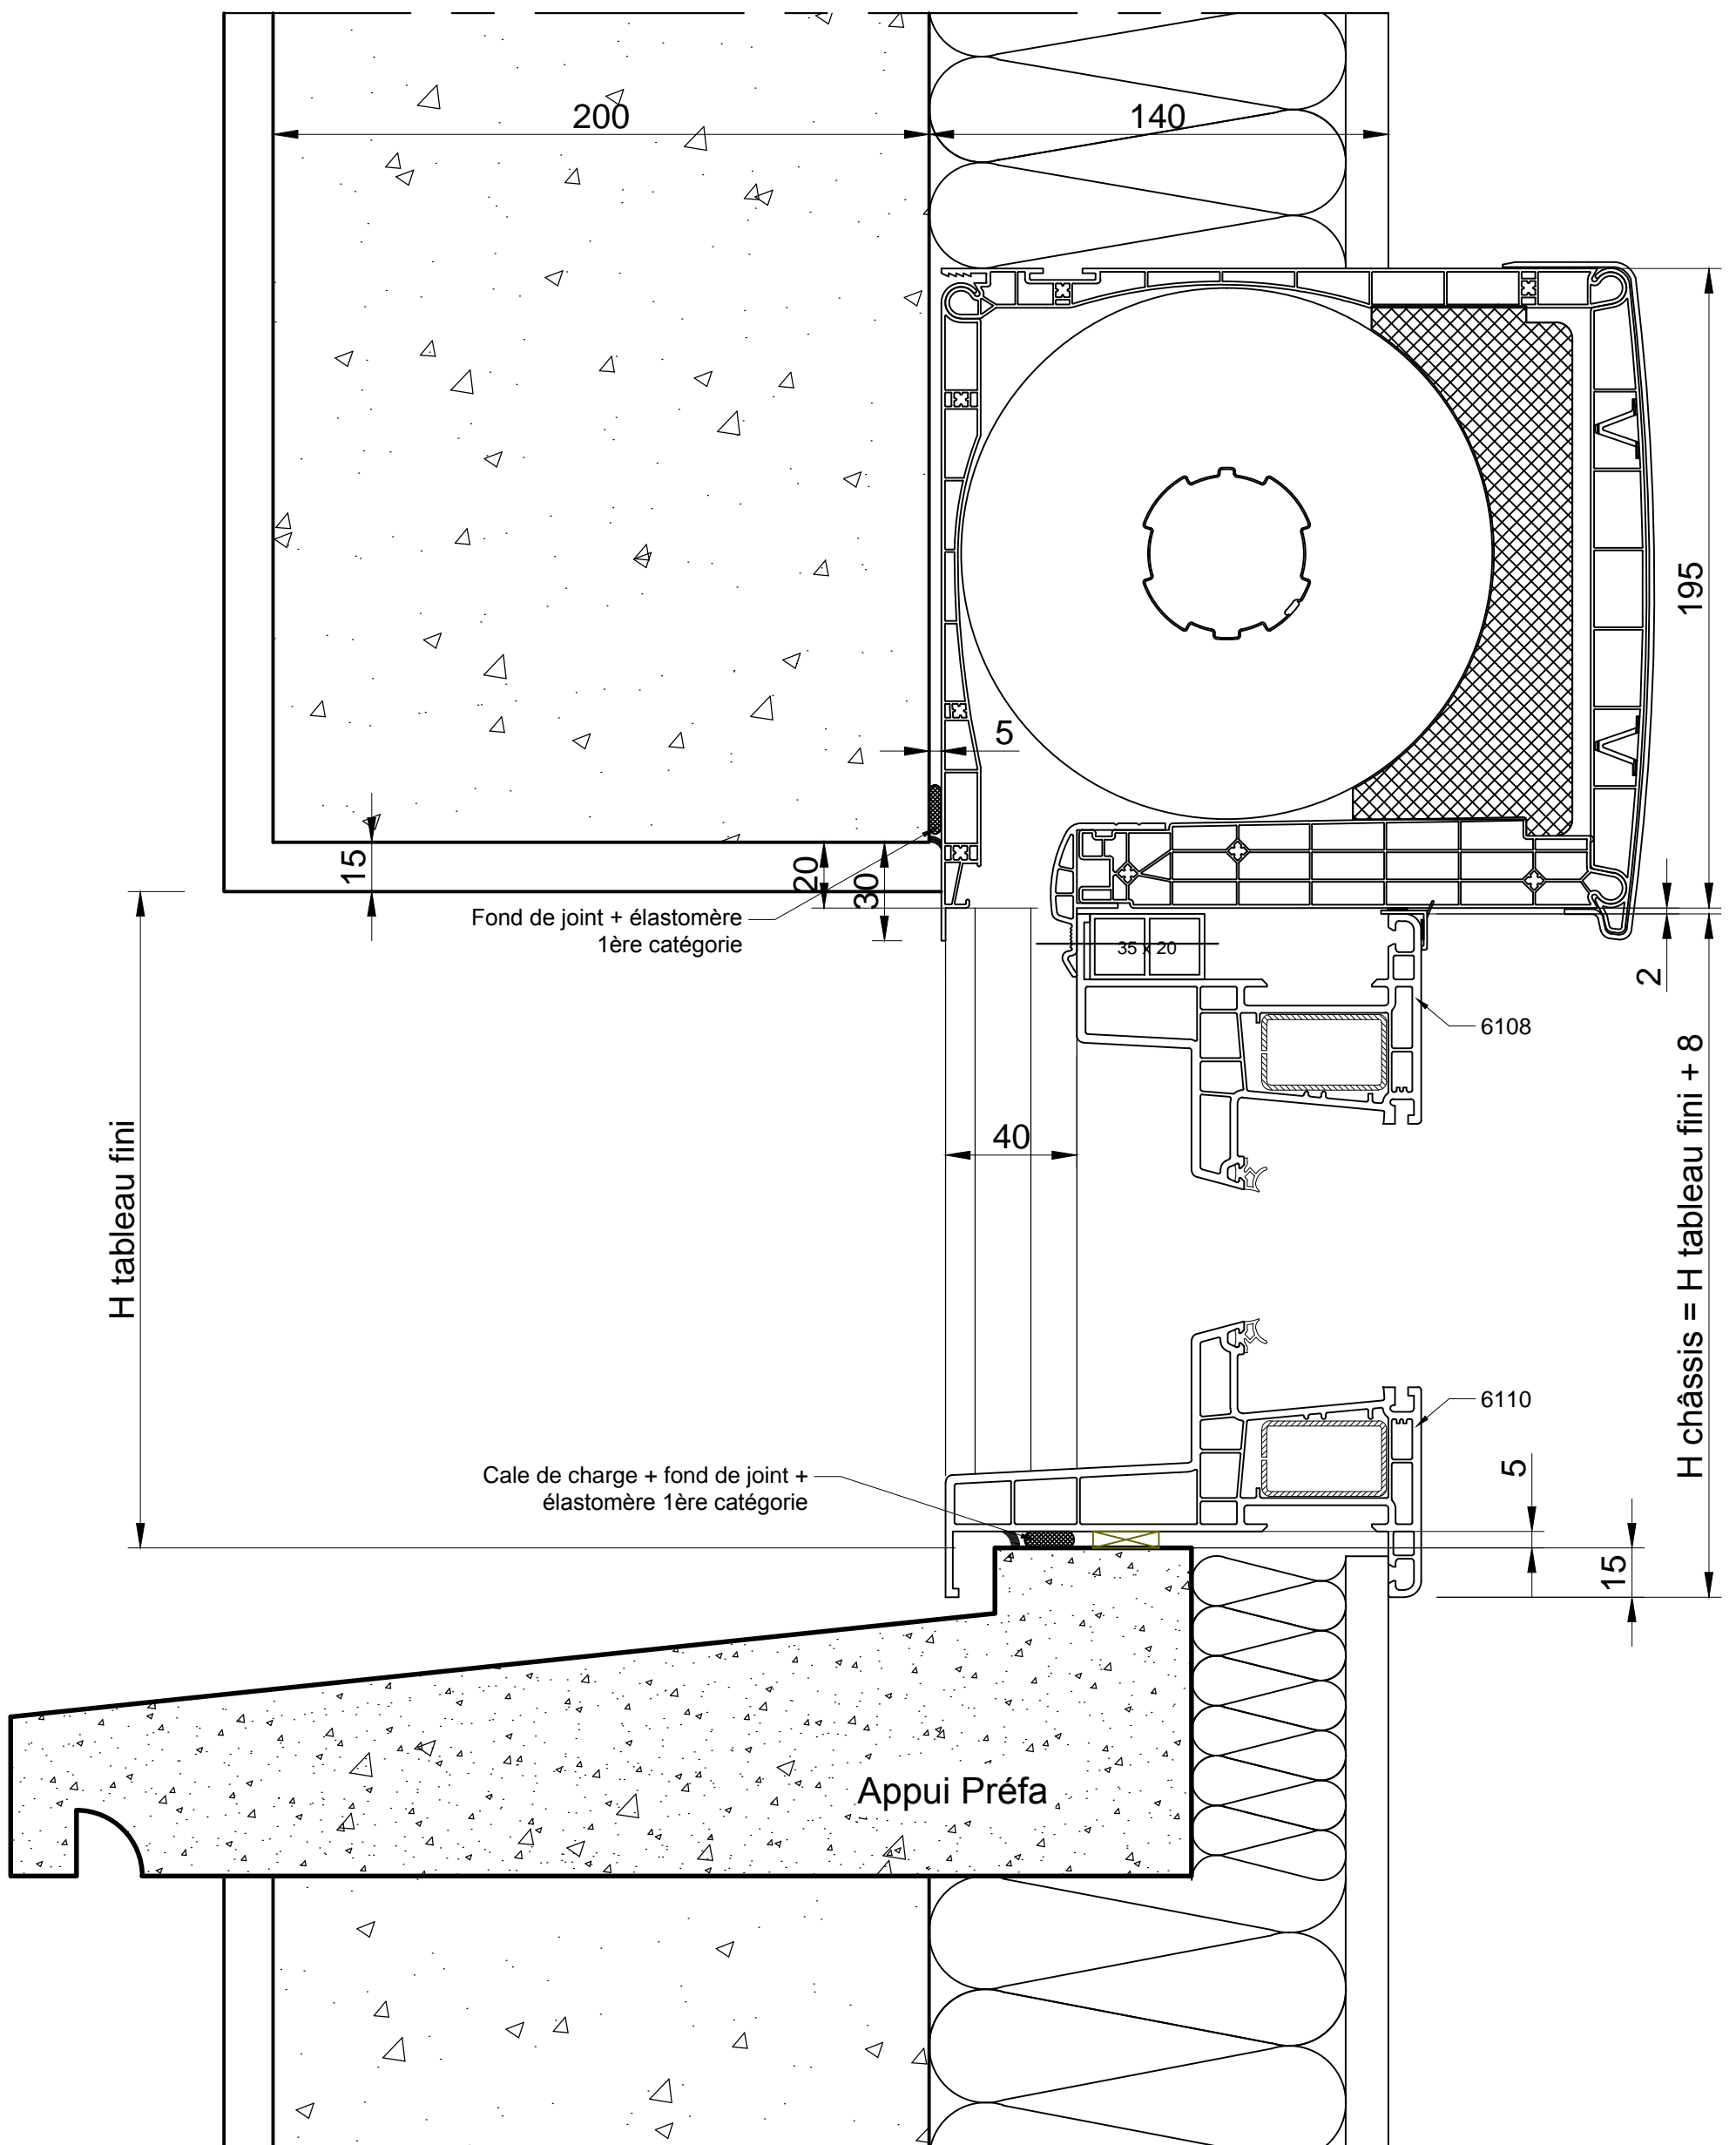 200
140
195
5
15
20
30
Fond de joint + élastomère
1ère catégorie
35 x 20
2
6108
H tableau fini
40
H châssis = H tableau fini + 8
6110
Cale de charge + fond de joint +
élastomère 1ère catégorie
5
15
Appui Préfa